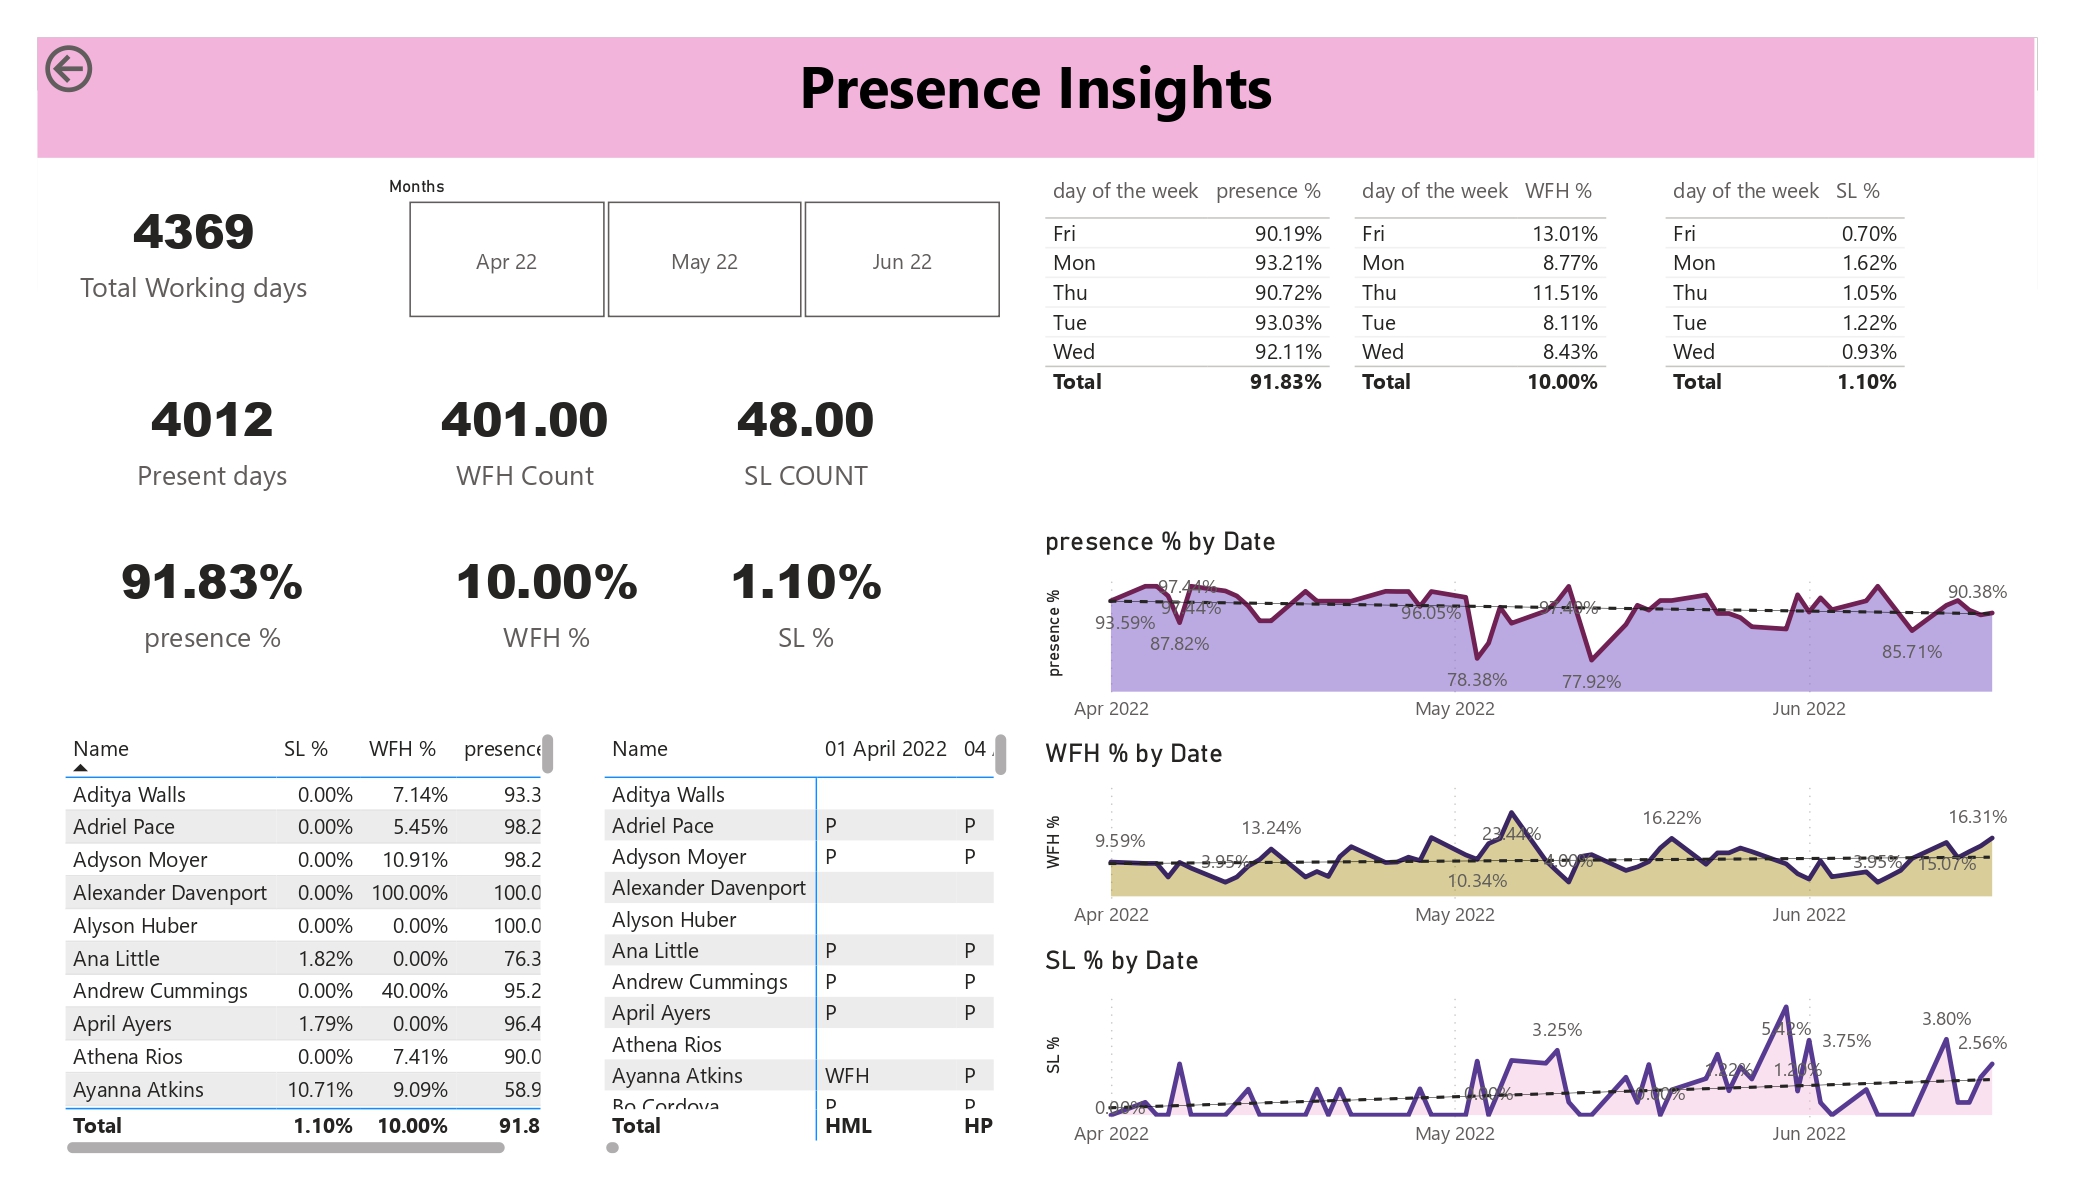 Presence Insights
4369
Total Working days
Months
Apr 22
May 22
Jun 22
4012
Present days
401.00
WFH Count
48.00
SL COUNT
91.83%
presence %
10.00%
WFH %
1.10%
SL %
day of the week presence %
Fri 90.19%
Mon 93.21%
Thu 90.72%
Tue 93.03%
Wed 92.11%
Total 91.83%
day of the week WFH %
Fri 13.01%
Mon 8.77%
Thu 11.51%
Tue 8.11%
Wed 8.43%
Total 10.00%
day of the week SL %
Fri 0.70%
Mon 1.62%
Thu 1.05%
Tue 1.22%
Wed 0.93%
Total 1.10%
Name SL % WFH % presence
Aditya Walls 0.00% 7.14% 93.3
Adriel Pace 0.00% 5.45% 98.2
Adyson Moyer 0.00% 10.91% 98.2
Alexander Davenport 0.00% 100.00% 100.0
Alyson Huber 0.00% 0.00% 100.0
Ana Little 1.82% 0.00% 76.3
Andrew Cummings 0.00% 40.00% 95.2
April Ayers 1.79% 0.00% 96.4
Athena Rios 0.00% 7.41% 90.0
Ayanna Atkins 10.71% 9.09% 58.9
Total 1.10% 10.00% 91.8
Name 01 April 2022 04
Aditya Walls
Adriel Pace P P
Adyson Moyer P P
Alexander Davenport
Alyson Huber
Ana Little P P
Andrew Cummings P P
April Ayers P P
Athena Rios
Ayanna Atkins WFH P
Bo Cordova P P
Total HML HP
presence % by Date
presence %
97.44%
97.44%
93.59%
87.82%
96.05%
78.38%
97.40%
77.92%
85.71%
90.38%
Apr 2022 May 2022 Jun 2022
WFH % by Date
WFH %
9.59%
3.95%
13.24%
10.34%
23.44%
4.00%
16.22%
3.95%
15.07%
16.31%
Apr 2022 May 2022 Jun 2022
SL % by Date
SL %
0.00%
0.00%
3.25%
0.00%
1.22%
5.42%
1.20%
3.75%
3.80%
2.56%
Apr 2022 May 2022 Jun 2022